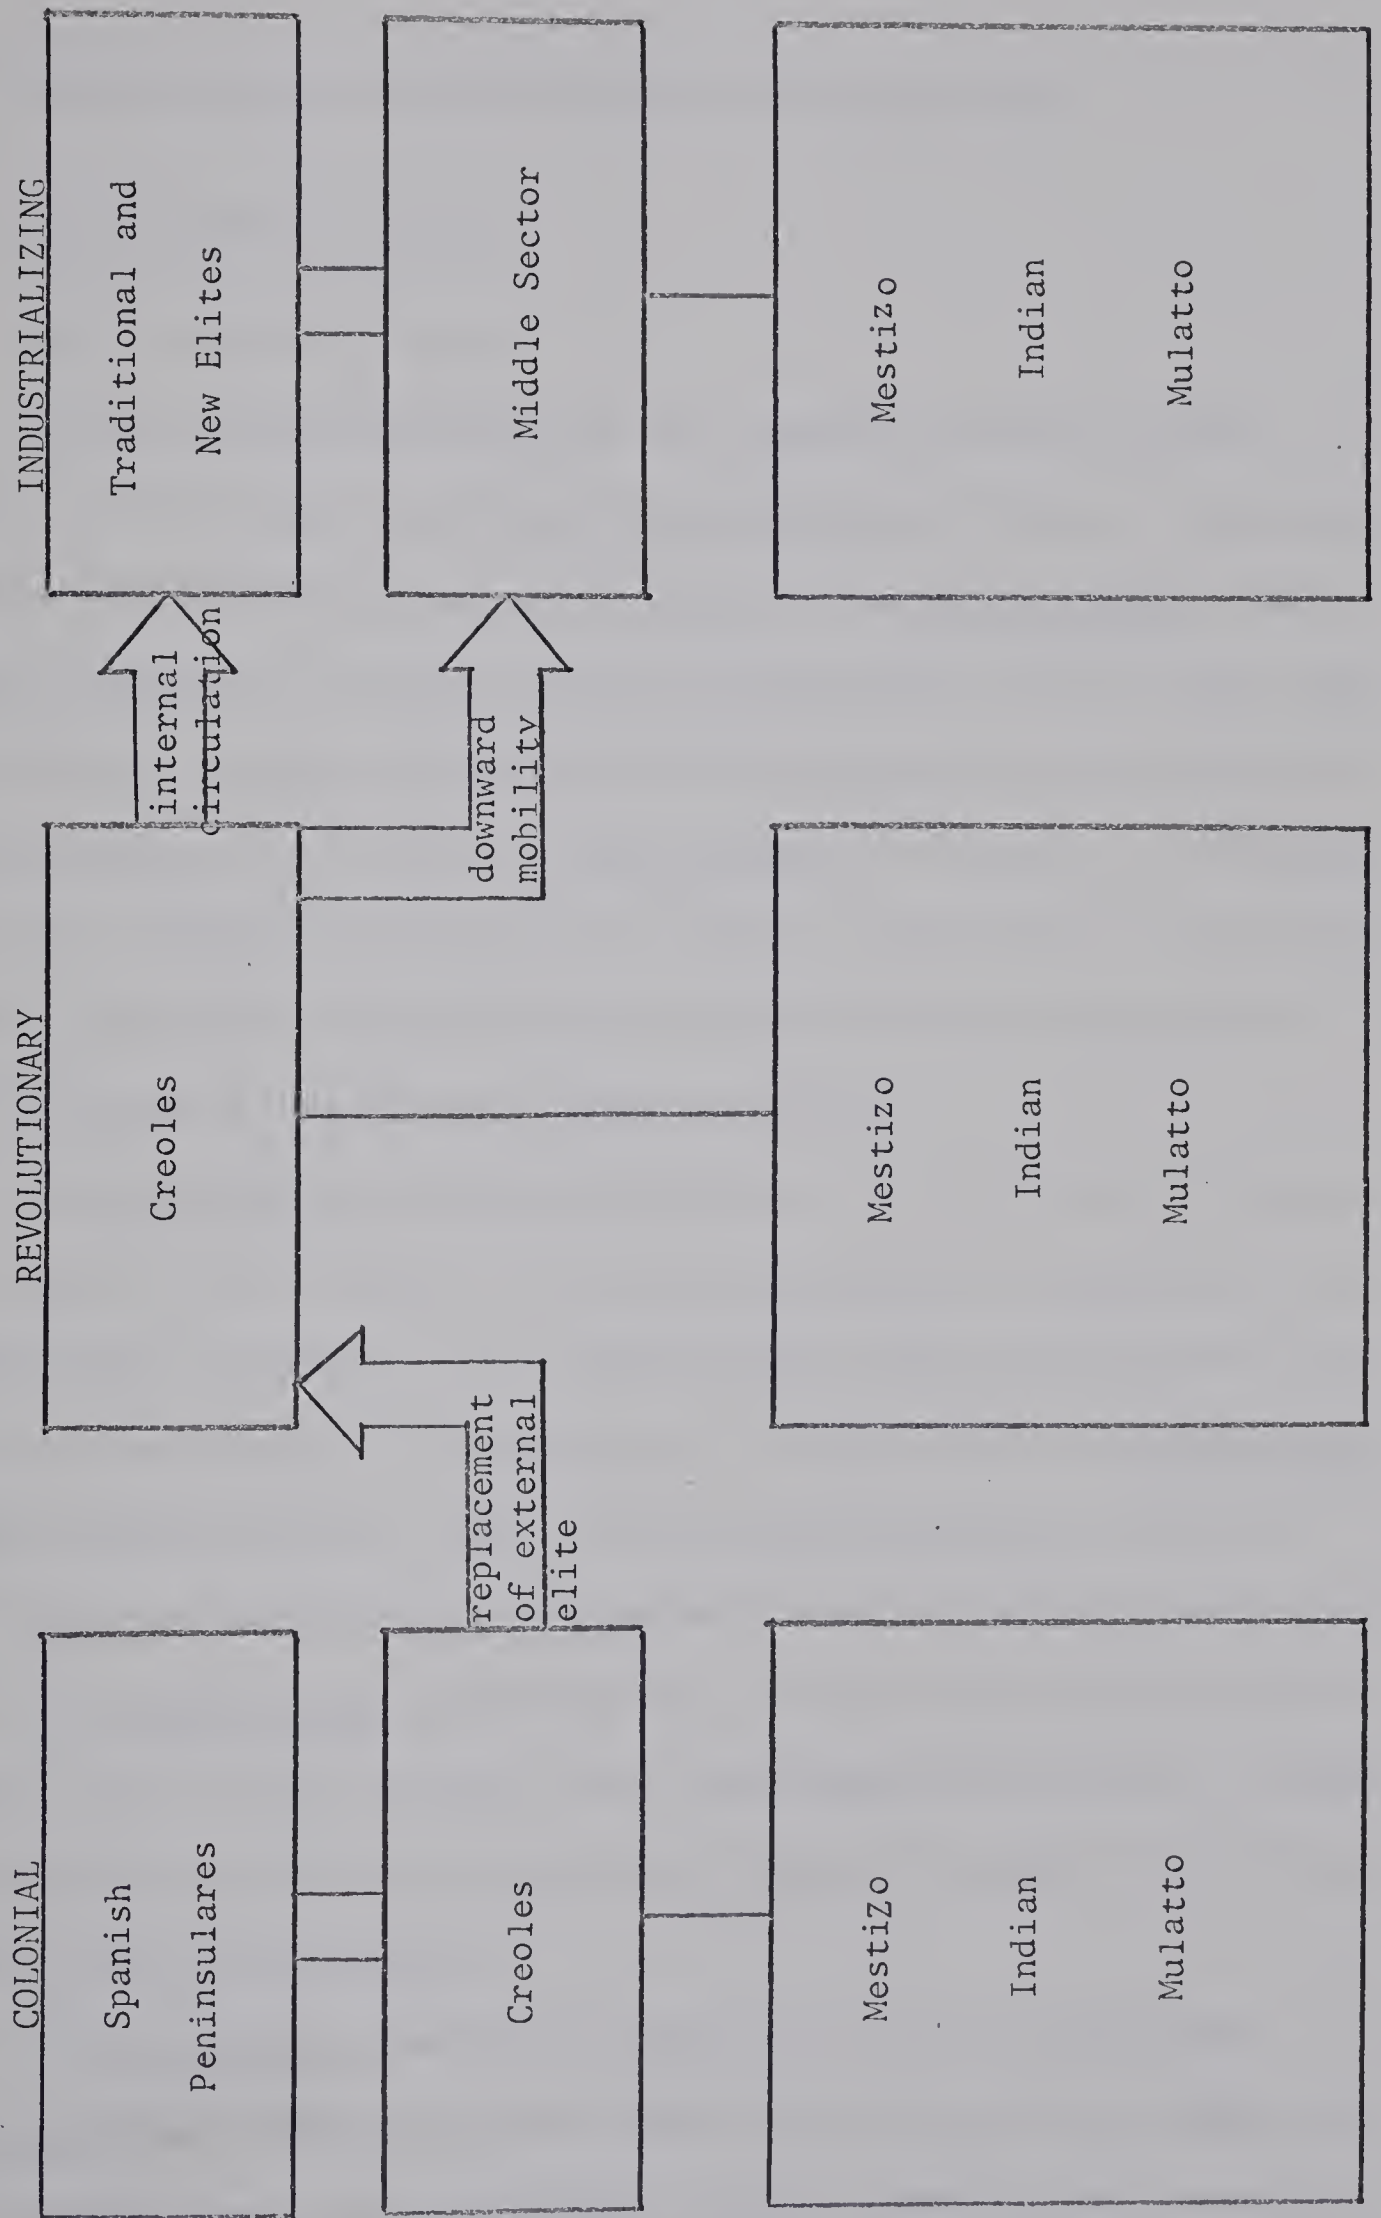 COLONIAL
Spanish
Peninsulares
Creoles
MestiZo
Indian
Mulatto
replacement
of external
elite
REVOLUTIONARY
Creoles
Mestizo
Indian
Mulatto
internal
circulation
downward
mobility
INDUSTRIALIZING
Traditional and
New Elites
Middle Sector
Mestizo
Indian
Mulatto